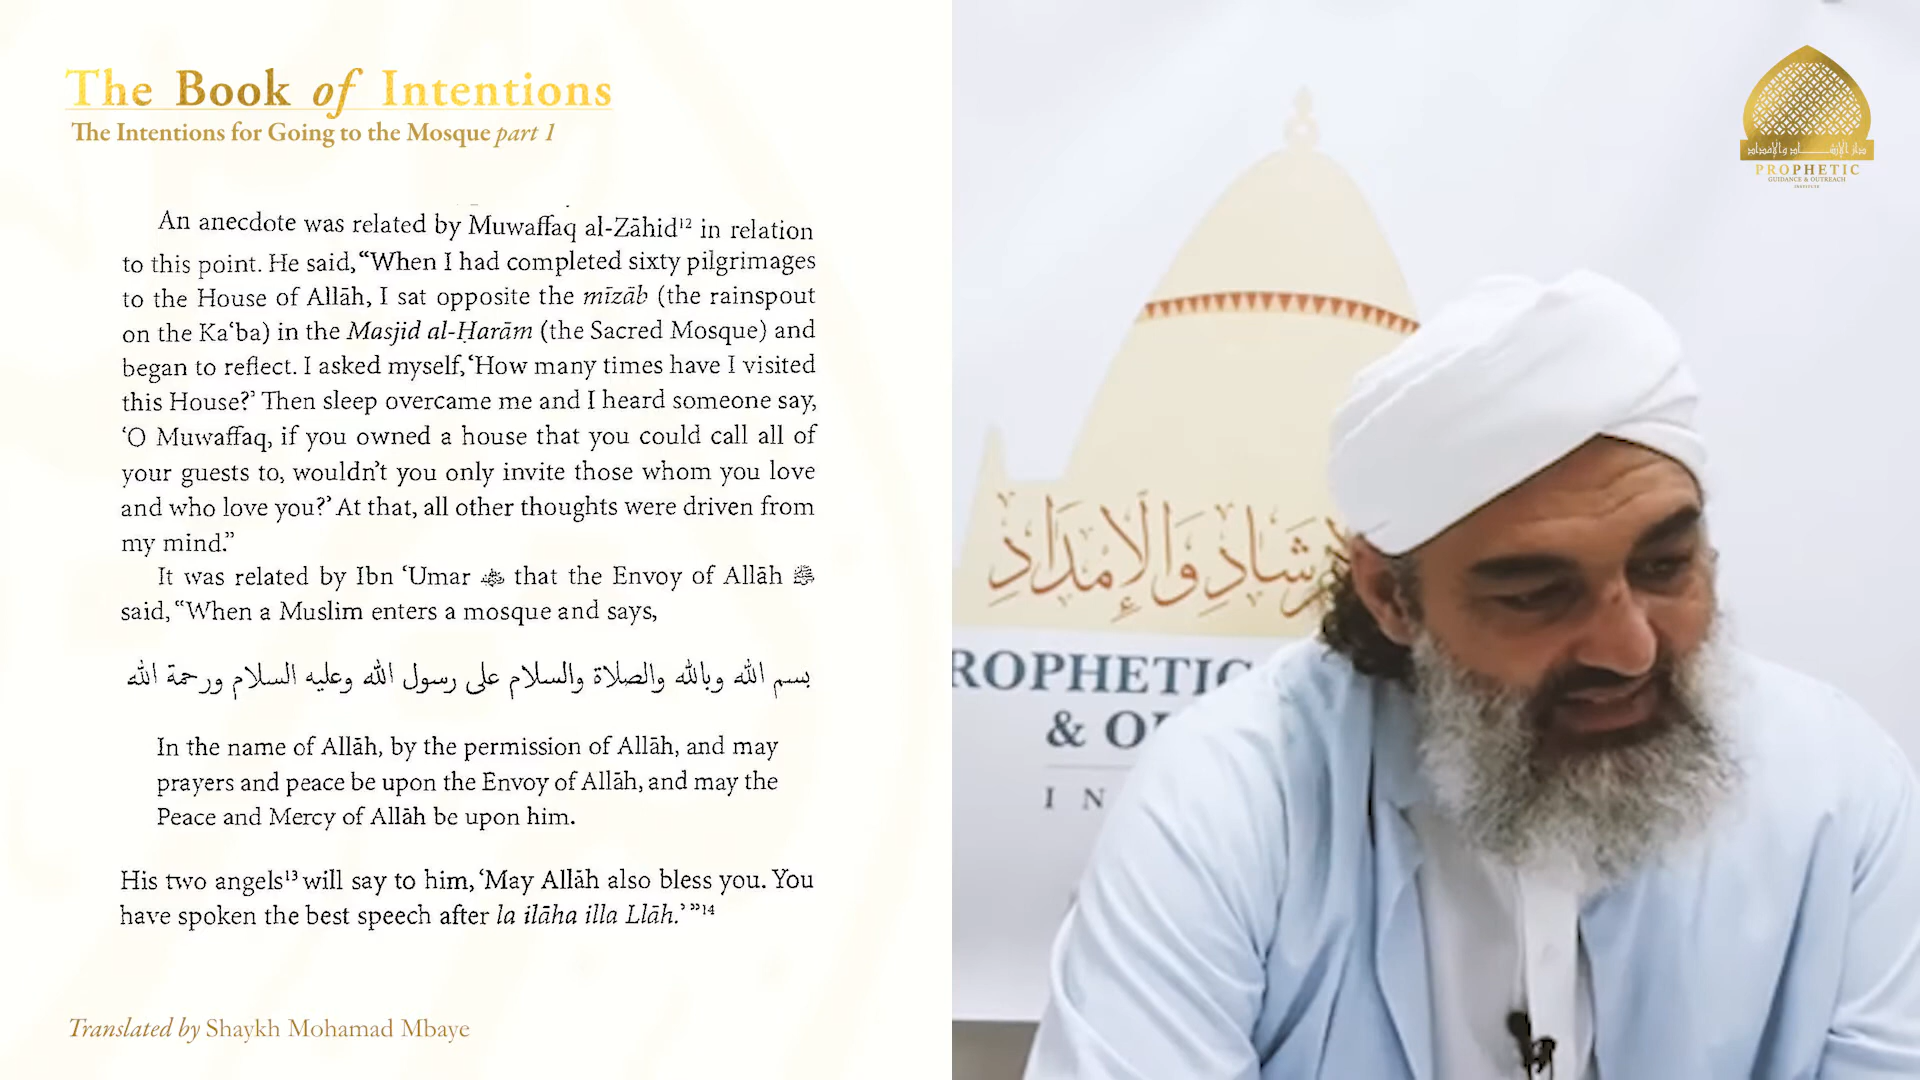 The Book of Intentions
The Intentions for Going to the Mosque part 1
An anecdote was related by Muwaffaq al-Zāhid¹² in relation
to this point. He said, “When I had completed sixty pilgrimages
to the House of Allāh, I sat opposite the mīzāb (the rainspout
on the Ka‘ba) in the Masjid al-Ḥarām (the Sacred Mosque) and
began to reflect. I asked myself, ‘How many times have I visited
this House?’ Then sleep overcame me and I heard someone say,
‘O Muwaffaq, if you owned a house that you could call all of
your guests to, wouldn’t you only invite those whom you love
and who love you?’ At that, all other thoughts were driven from
my mind.”
It was related by Ibn ‘Umar that the Envoy of Allāh ﷺ
said, “When a Muslim enters a mosque and says,
بسم الله وبالله والصلاة والسلام على رسول الله وعليه السلام ورحمة الله
In the name of Allāh, by the permission of Allāh, and may
prayers and peace be upon the Envoy of Allāh, and may the
Peace and Mercy of Allāh be upon him.
His two angels¹³ will say to him, ‘May Allāh also bless you. You
have spoken the best speech after la ilāha illa Llāh.’”¹⁴
Translated by Shaykh Mohamad Mbaye
دار الإرشاد والإمداد
PROPHETIC
GUIDANCE & OUTREACH
INSTITUTE
رشَادِ وَالْإِمْدَادِ
ROPHETIC
& O
I N